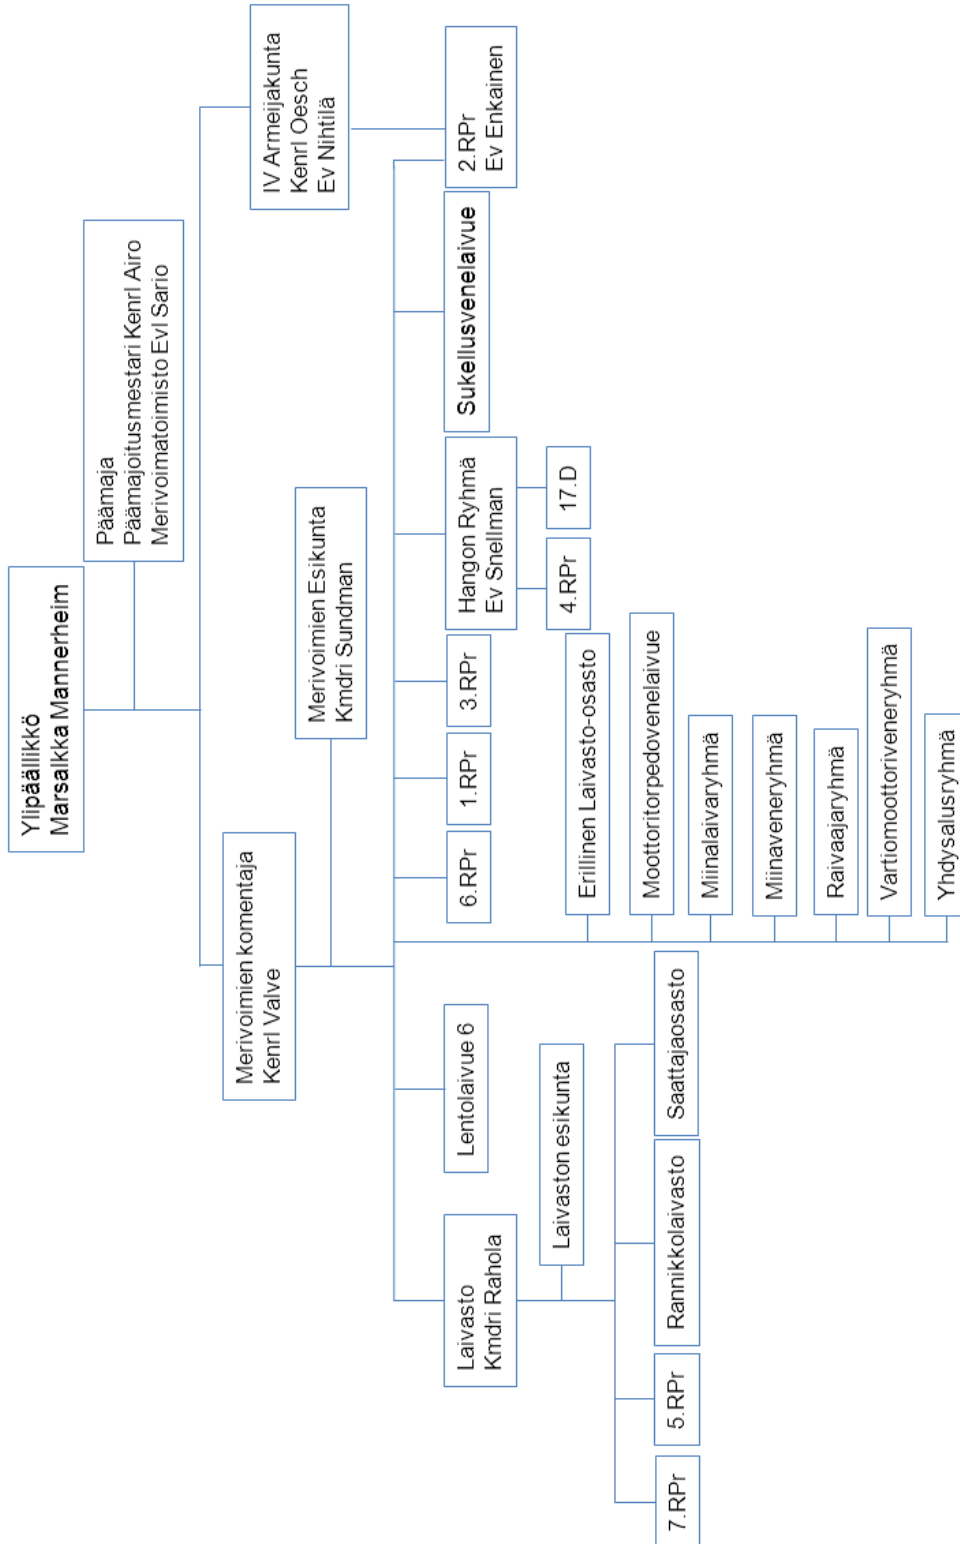 Ylipäällikkö
Marsalkka Mannerheim
Päämaja
Päämajoitusmestari Kenrl Airo
Merivoimatoimisto Evl Sario
Merivoimien komentaja
Kenrl Valve
IV Armeijakunta
Kenrl Oesch
Ev Nihtilä
Merivoimien Esikunta
Kmdri Sundman
Laivasto
Kmdri Rahola
Lentolaivue 6
6.RPr
1.RPr
3.RPr
Hangon Ryhmä
Ev Snellman
Sukellusvenelaivue
2.RPr
Ev Enkainen
Laivaston esikunta
4.RPr
17.D
7.RPr
5.RPr
Rannikkolaivasto
Saattajaosasto
Erillinen Laivasto-osasto
Moottoritorpedovenelaivue
Miinalaivaryhmä
Miinaveneryhmä
Raivaajaryhmä
Vartiomoottoriveneryhmä
Yhdysalusryhmä